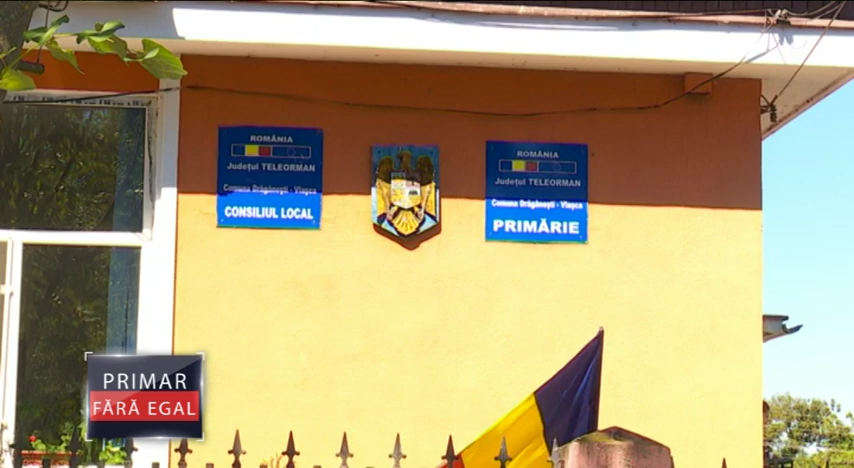 ROMÂNIA
Județul TELEORMAN
Comuna Drăgănești - Vlașca
CONSILIUL LOCAL
ROMÂNIA
Județul TELEORMAN
Comuna Drăgănești - Vlașca
PRIMĂRIE
PRIMAR
FĂRĂ EGAL